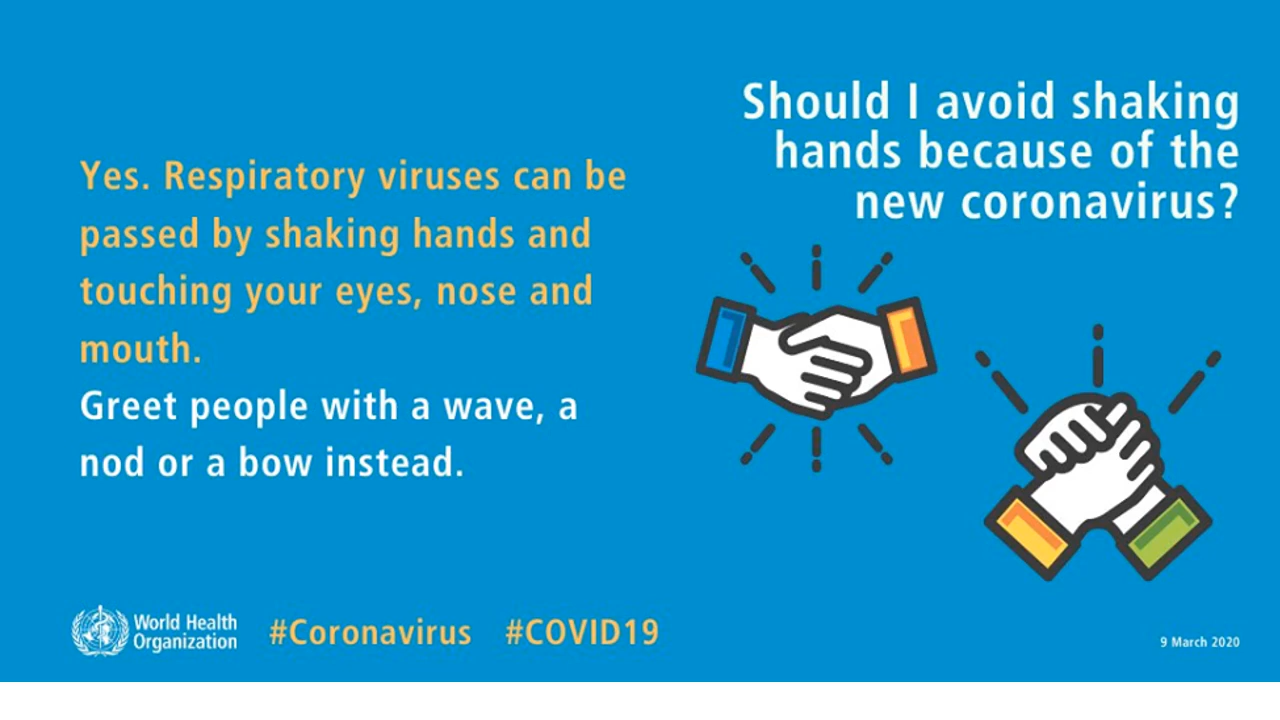 Should I avoid shaking
hands because of the
new coronavirus?
Yes. Respiratory viruses can be
passed by shaking hands and
touching your eyes, nose and
mouth.
Greet people with a wave, a
nod or a bow instead.
World Health
Organization
#Coronavirus #COVID19
9 March 2020